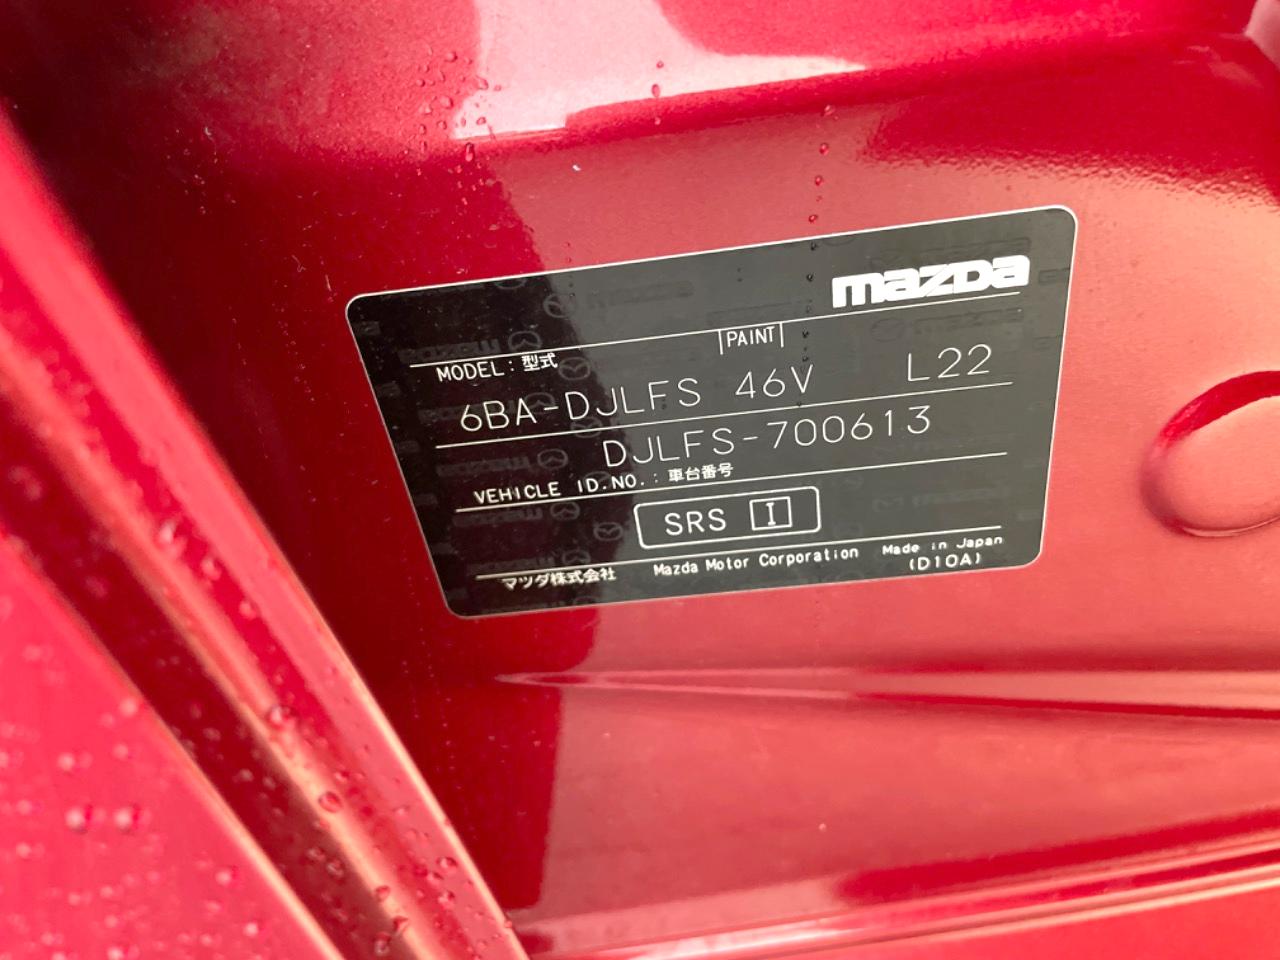 mazda
PAINT
MODEL : 型式
6BA-DJLFS 46V L22
DJLFS-700613
VEHICLE ID.NO. : 車台番号
SRS I
マツダ株式会社 Mazda Motor Corporation Made in Japan
(D10A)